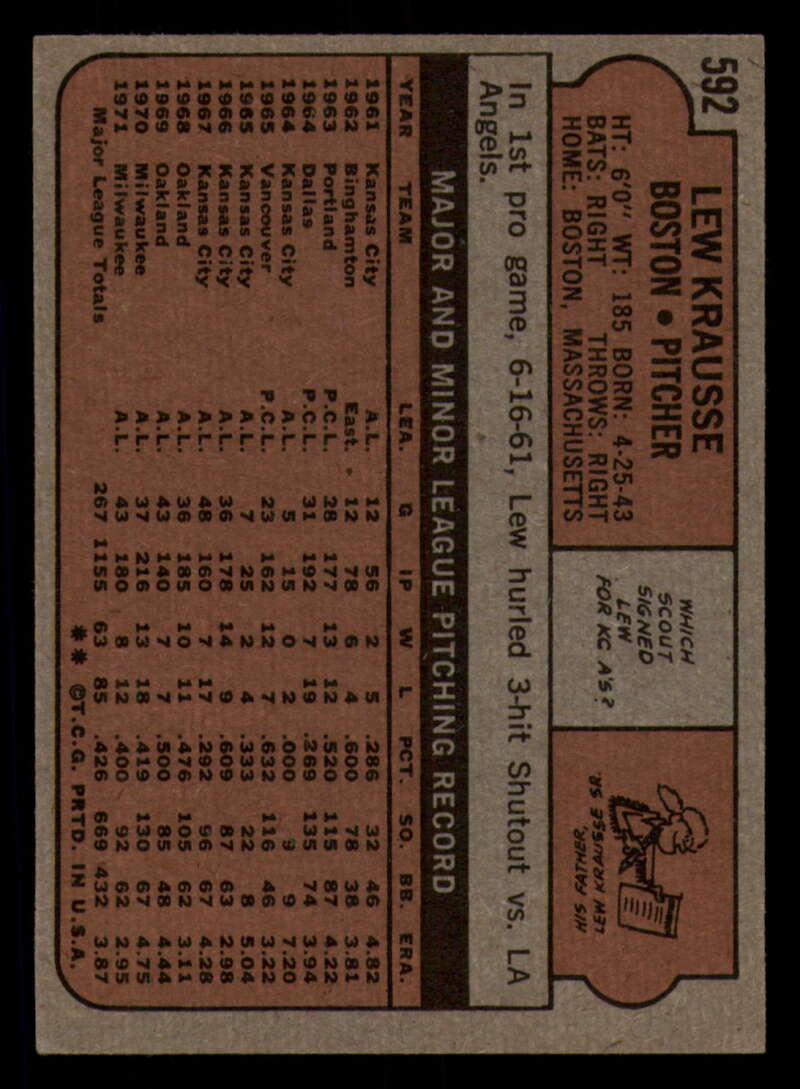 592
LEW KRAUSSE
BOSTON • PITCHER
HT: 6'0" WT: 185 BORN: 4-25-43
BATS: RIGHT THROWS: RIGHT
HOME: BOSTON, MASSACHUSETTS
WHICH
SCOUT
SIGNED
LEW
FOR KC A'S?
HIS FATHER,
LEW KRAUSSE SR.
In 1st pro game, 6-16-61, Lew hurled 3-hit Shutout vs. LA
Angels.
MAJOR AND MINOR LEAGUE PITCHING RECORD
YEAR TEAM LEA. G IP W L PCT. SO. BB. ERA.
1961 Kansas City A.L. 12 56 2 5 .286 32 46 4.82
1962 Binghamton East. 12 78 6 4 .600 78 38 3.81
1963 Portland P.C.L. 28 177 13 12 .520 115 87 4.22
1964 Dallas P.C.L. 31 192 7 19 .269 135 74 3.94
1964 Kansas City A.L. 5 15 0 2 .000 9 9 7.20
1965 Vancouver P.C.L. 23 162 12 7 .632 116 46 3.22
1965 Kansas City A.L. 7 25 2 4 .333 22 8 5.04
1966 Kansas City A.L. 36 178 14 9 .609 87 63 2.98
1967 Kansas City A.L. 48 160 7 17 .292 96 67 4.28
1968 Oakland A.L. 36 185 10 11 .476 105 62 3.11
1969 Oakland A.L. 43 140 7 7 .500 85 48 4.44
1970 Milwaukee A.L. 37 216 13 18 .419 130 67 4.75
1971 Milwaukee A.L. 43 180 8 12 .400 92 62 2.95
Major League Totals 267 1155 63 85 .426 669 432 3.87
** ©T.C.G. PRTD. IN U.S.A.